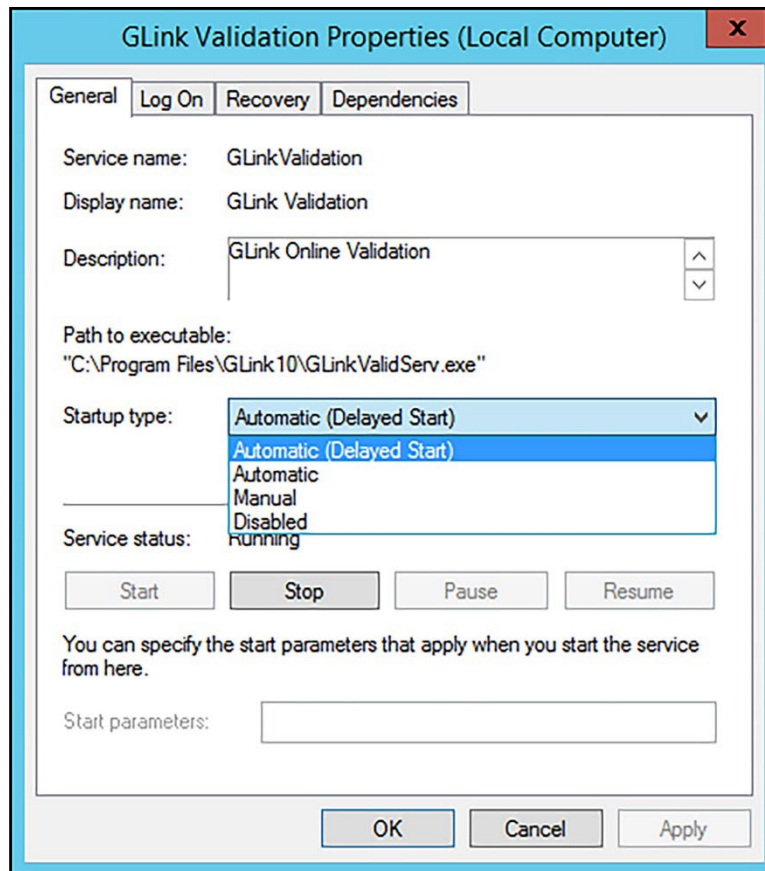 GLink Validation Properties (Local Computer)
x
General Log On Recovery Dependencies
Service name: GLinkValidation
Display name: GLink Validation
Description: GLink Online Validation
Path to executable:
"C:\Program Files\GLink10\GLinkValidServ.exe"
Startup type: Automatic (Delayed Start)
Automatic (Delayed Start)
Automatic
Manual
Disabled
Service status: Running
Start Stop Pause Resume
You can specify the start parameters that apply when you start the service
from here.
Start parameters:
OK Cancel Apply